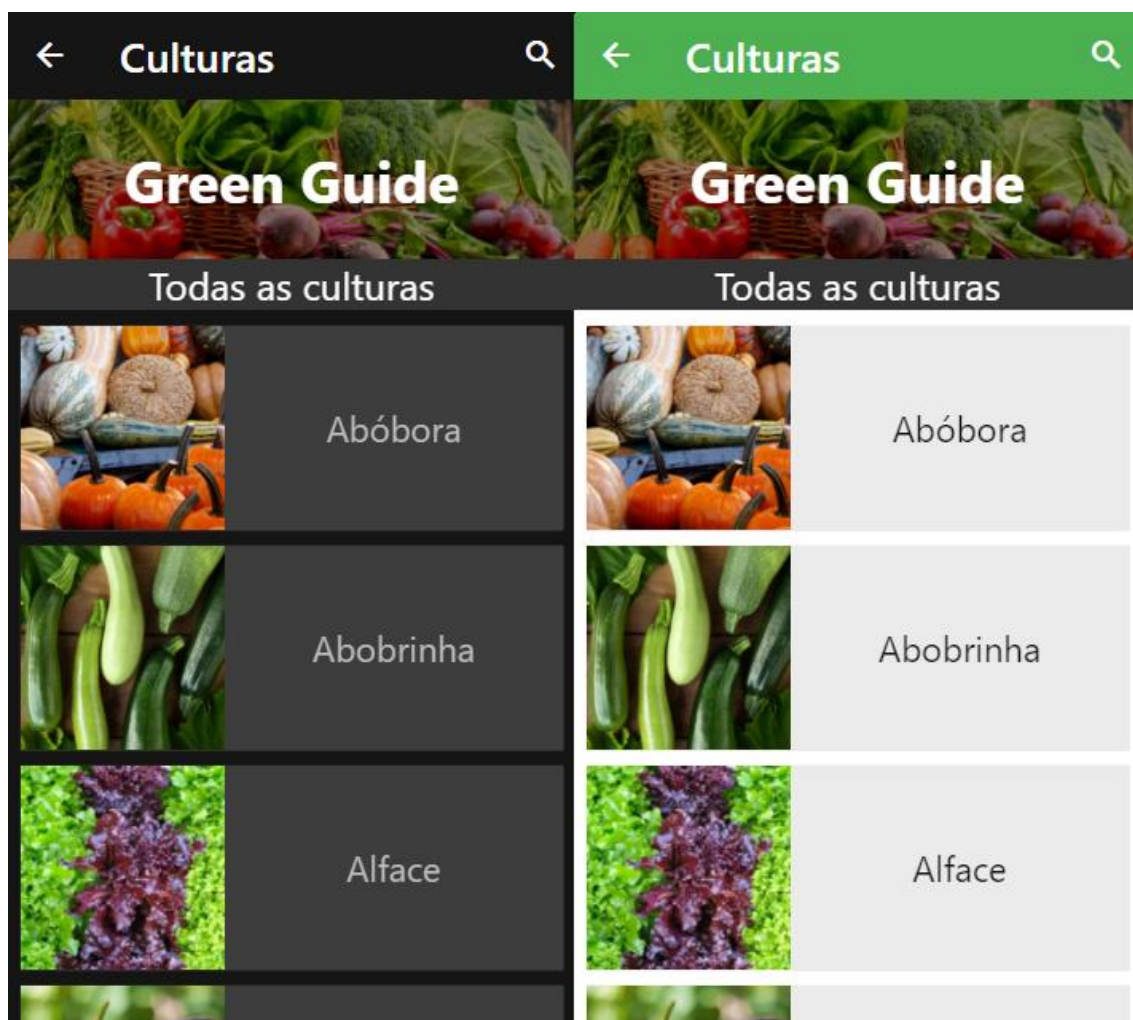 Culturas
Green Guide
Todas as culturas
Abóbora
Abobrinha
Alface
Culturas
Green Guide
Todas as culturas
Abóbora
Abobrinha
Alface